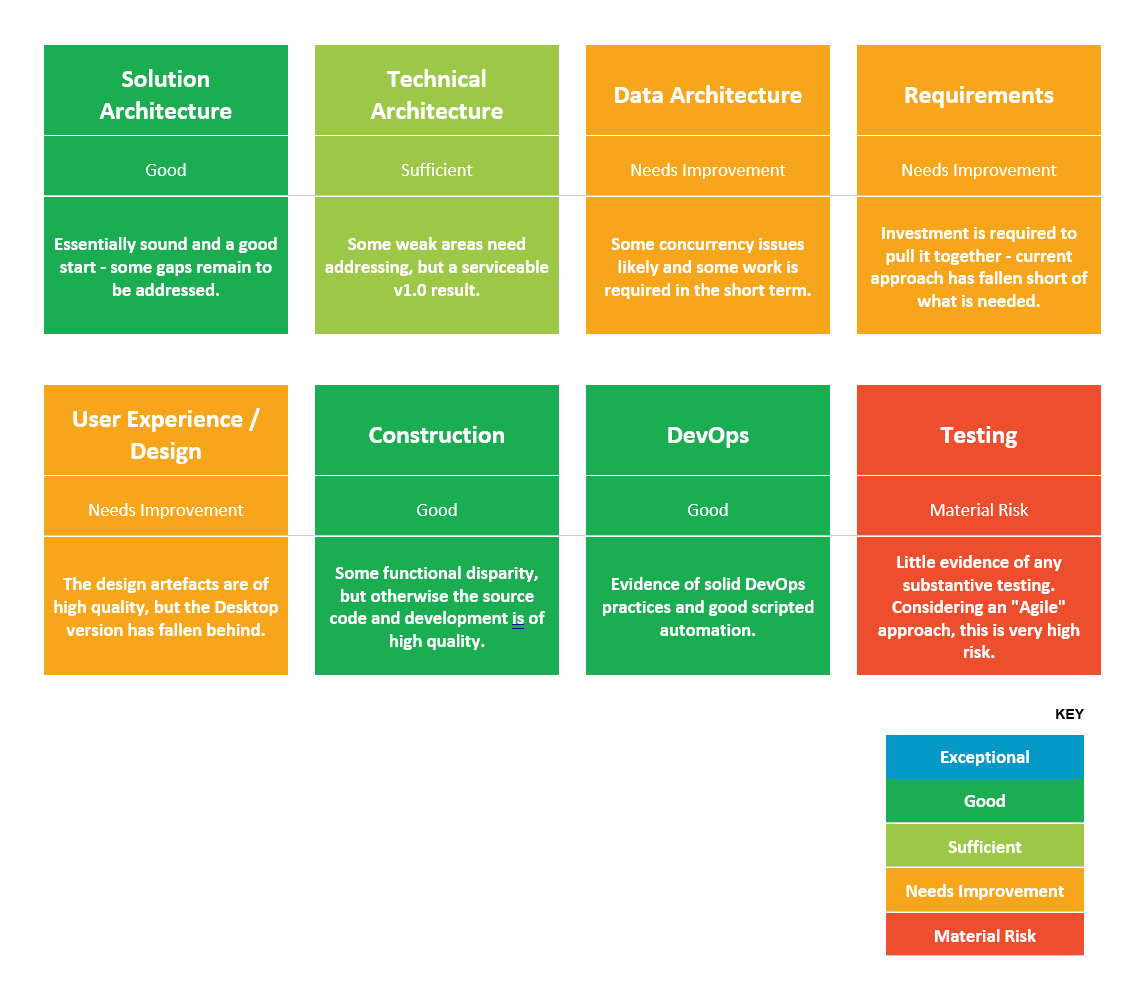 Solution
Architecture
Good
Essentially sound and a good
start - some gaps remain to
be addressed.
Technical
Architecture
Sufficient
Some weak areas need
addressing, but a serviceable
v1.0 result.
Data Architecture
Needs Improvement
Some concurrency issues
likely and some work is
required in the short term.
Requirements
Needs Improvement
Investment is required to
pull it together - current
approach has fallen short of
what is needed.
User Experience /
Design
Needs Improvement
The design artefacts are of
high quality, but the Desktop
version has fallen behind.
Construction
Good
Some functional disparity,
but otherwise the source
code and development is of
high quality.
DevOps
Good
Evidence of solid DevOps
practices and good scripted
automation.
Testing
Material Risk
Little evidence of any
substantive testing.
Considering an "Agile"
approach, this is very high
risk.
KEY
Exceptional
Good
Sufficient
Needs Improvement
Material Risk